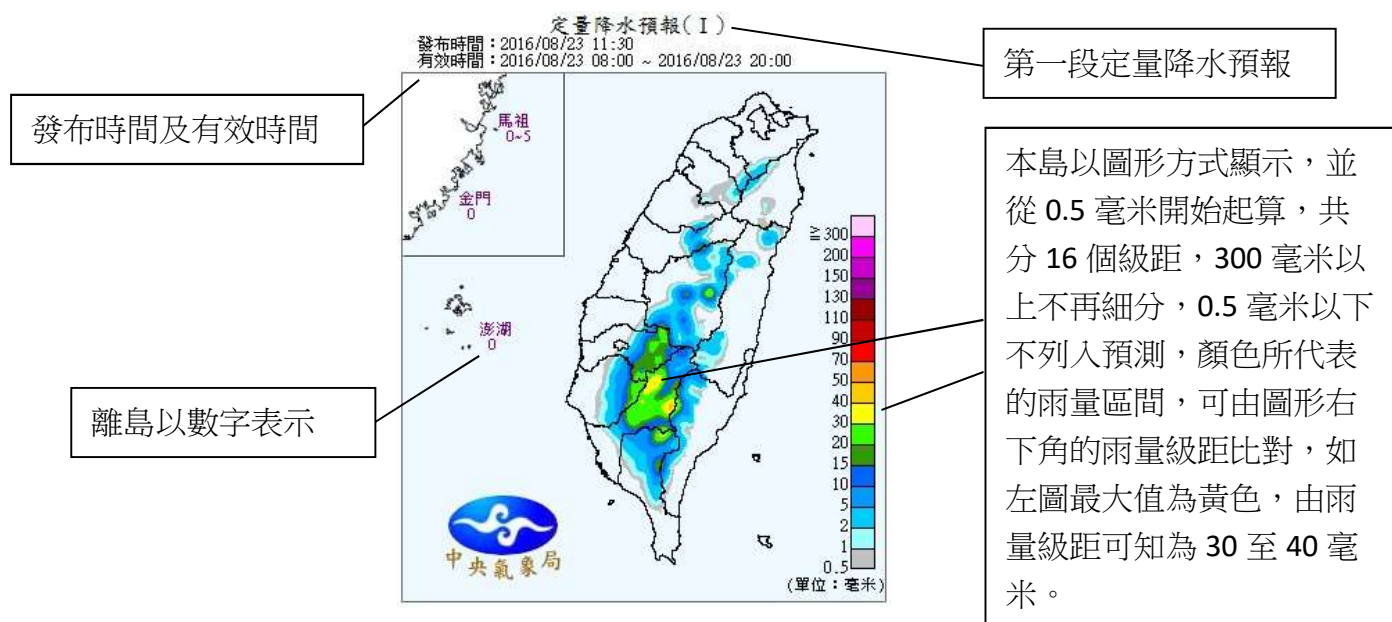 定量降水預報(Ⅰ)
發布時間：2016/08/23 11:30
有效時間：2016/08/23 08:00 ~ 2016/08/23 20:00
第一段定量降水預報
發布時間及有效時間
馬祖
0~5
金門
0
澎湖
0
離島以數字表示
≧300
200
150
130
110
90
70
50
40
30
20
15
10
5
2
1
0.5
(單位：毫米)
中央氣象局
本島以圖形方式顯示，並
從 0.5 毫米開始起算，共
分 16 個級距，300 毫米以
上不再細分，0.5 毫米以下
不列入預測，顏色所代表
的雨量區間，可由圖形右
下角的雨量級距比對，如
左圖最大值為黃色，由雨
量級距可知為 30 至 40 毫
米。